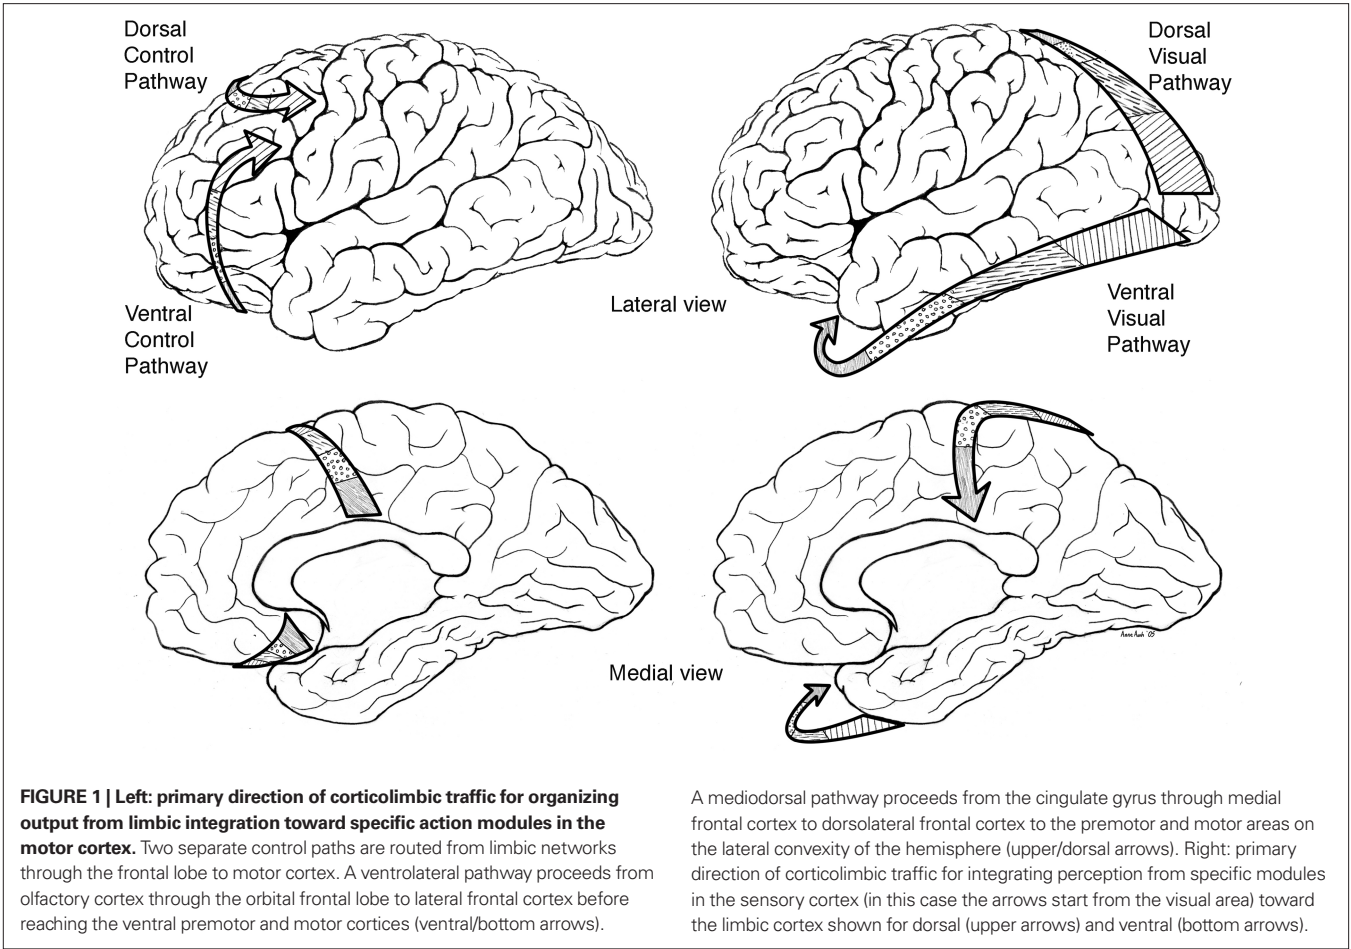 Dorsal
Control
Pathway
Dorsal
Visual
Pathway
Ventral
Control
Pathway
Lateral view
Ventral
Visual
Pathway
Medial view
FIGURE 1 | Left: primary direction of corticolimbic traffic for organizing
output from limbic integration toward specific action modules in the
motor cortex. Two separate control paths are routed from limbic networks
through the frontal lobe to motor cortex. A ventrolateral pathway proceeds from
olfactory cortex through the orbital frontal lobe to lateral frontal cortex before
reaching the ventral premotor and motor cortices (ventral/bottom arrows).
A mediodorsal pathway proceeds from the cingulate gyrus through medial
frontal cortex to dorsolateral frontal cortex to the premotor and motor areas on
the lateral convexity of the hemisphere (upper/dorsal arrows). Right: primary
direction of corticolimbic traffic for integrating perception from specific modules
in the sensory cortex (in this case the arrows start from the visual area) toward
the limbic cortex shown for dorsal (upper arrows) and ventral (bottom arrows).